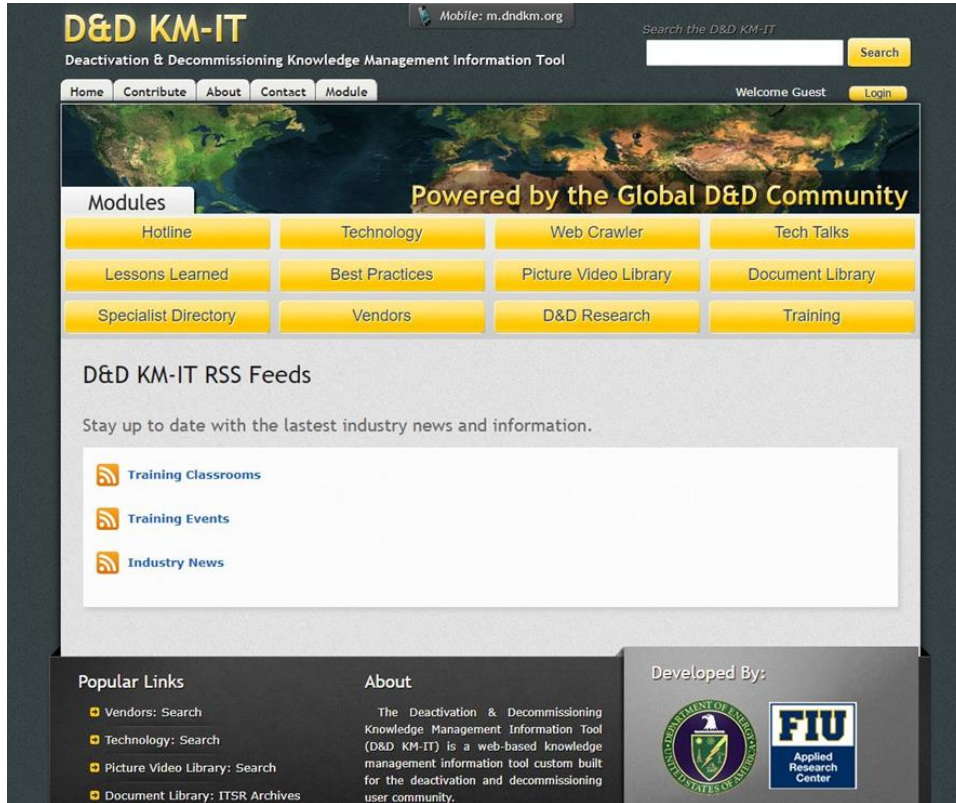 D&D KM-IT
Mobile: m.dndkm.org
Search the D&D KM-IT
Deactivation & Decommissioning Knowledge Management Information Tool
Search
Home Contribute About Contact Module
Welcome Guest Login
Modules
Powered by the Global D&D Community
Hotline Technology Web Crawler Tech Talks
Lessons Learned Best Practices Picture Video Library Document Library
Specialist Directory Vendors D&D Research Training
D&D KM-IT RSS Feeds
Stay up to date with the lastest industry news and information.
Training Classrooms
Training Events
Industry News
Popular Links
Vendors: Search
Technology: Search
Picture Video Library: Search
Document Library: ITSR Archives
About
The Deactivation & Decommissioning
Knowledge Management Information Tool
(D&D KM-IT) is a web-based knowledge
management information tool custom built
for the deactivation and decommissioning
user community.
Developed By:
DEPARTMENT OF ENERGY
UNITED STATES OF AMERICA
FIU
Applied
Research
Center